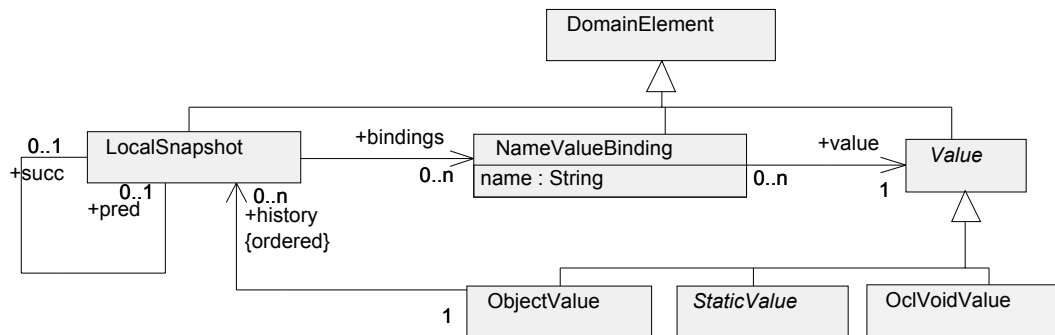 DomainElement
0..1
+succ
LocalSnapshot
0..1
+pred
0..n
+history
{ordered}
+bindings
0..n
NameValueBinding
name : String
0..n
+value
1
Value
1
ObjectValue
StaticValue
OclVoidValue